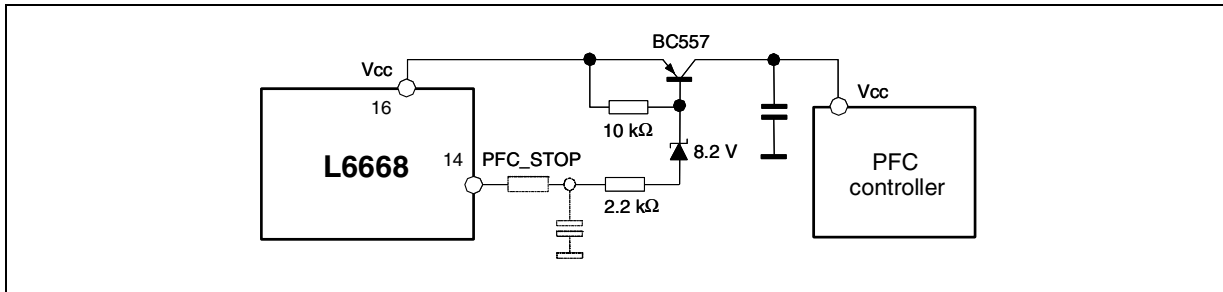 BC557
Vcc
16
L6668
14
PFC_STOP
10 kΩ
8.2 V
2.2 kΩ
Vcc
PFC
controller